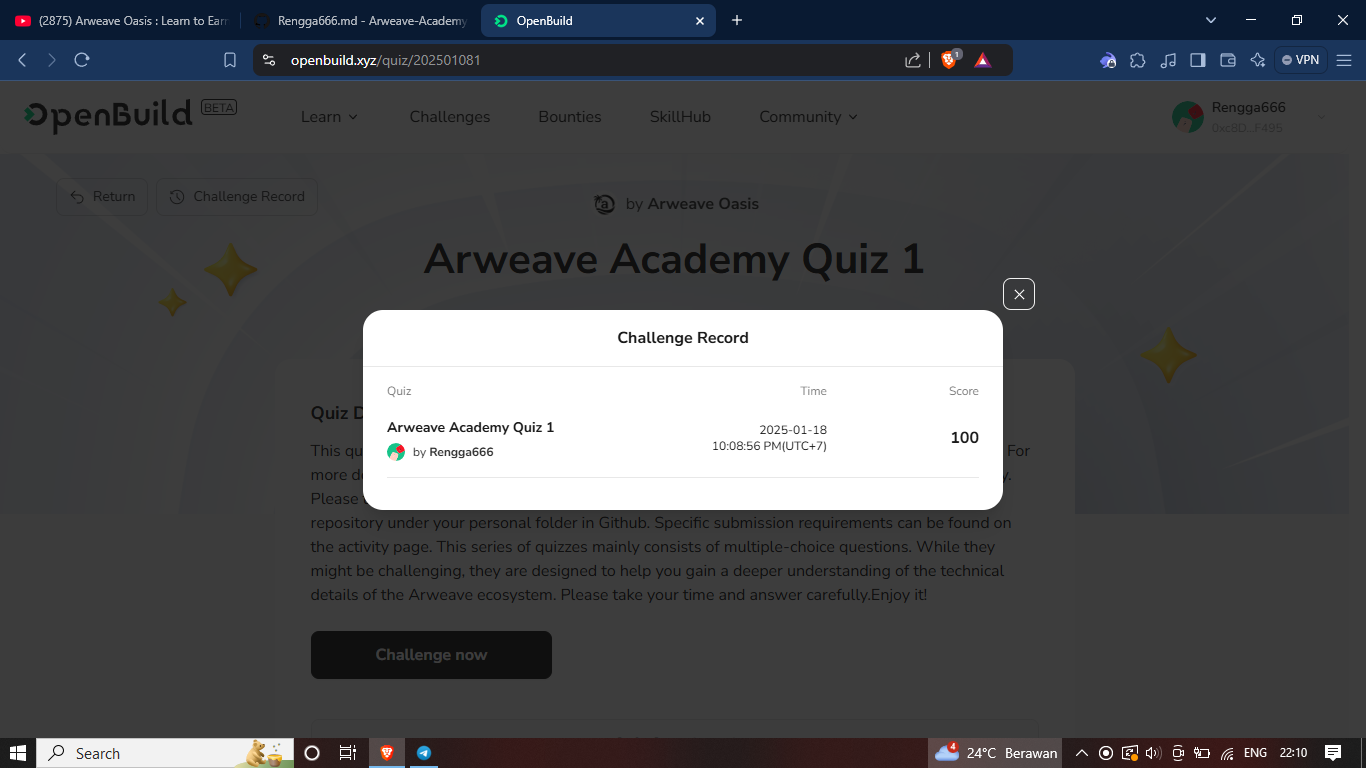 (2875) Arweave Oasis : Learn to Earn
Rengga666.md - Arweave-Academy
OpenBuild
openbuild.xyz/quiz/202501081
1
VPN
OpenBuild BETA
Learn
Challenges
Bounties
SkillHub
Community
Rengga666
0xc8D...F495
Return
Challenge Record
a
by Arweave Oasis
Arweave Academy Quiz 1
Challenge Record
Quiz
Time
Score
Arweave Academy Quiz 1
by Rengga666
2025-01-18
10:08:56 PM(UTC+7)
100
Quiz D
This qu
For
more de
y.
Please
repository under your personal folder in Github. Specific submission requirements can be found on
the activity page. This series of quizzes mainly consists of multiple-choice questions. While they
might be challenging, they are designed to help you gain a deeper understanding of the technical
details of the Arweave ecosystem. Please take your time and answer carefully.Enjoy it!
Challenge now
Search
4
24°C Berawan
ENG
22:10